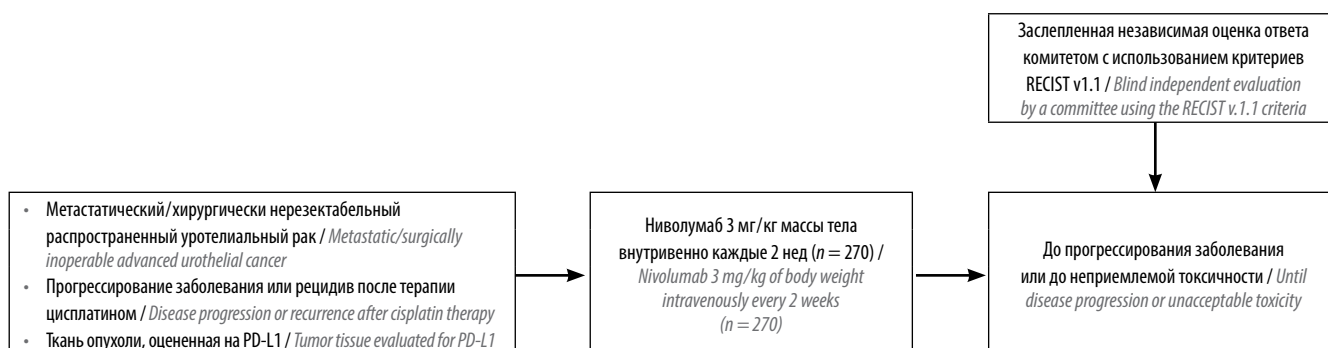 Заслепленная независимая оценка ответа
комитетом с использованием критериев
RECIST v1.1 / Blind independent evaluation
by a committee using the RECIST v.1.1 criteria
• Метастатический/хирургически нерезектабельный
распространенный уротелиальный рак / Metastatic/surgically
inoperable advanced urothelial cancer
• Прогрессирование заболевания или рецидив после терапии
цисплатином / Disease progression or recurrence after cisplatin therapy
• Ткань опухоли, оцененная на PD-L1 / Tumor tissue evaluated for PD-L1
Ниволумаб 3 мг/кг массы тела
внутривенно каждые 2 нед (n = 270) /
Nivolumab 3 mg/kg of body weight
intravenously every 2 weeks
(n = 270)
До прогрессирования заболевания
или до неприемлемой токсичности / Until
disease progression or unacceptable toxicity